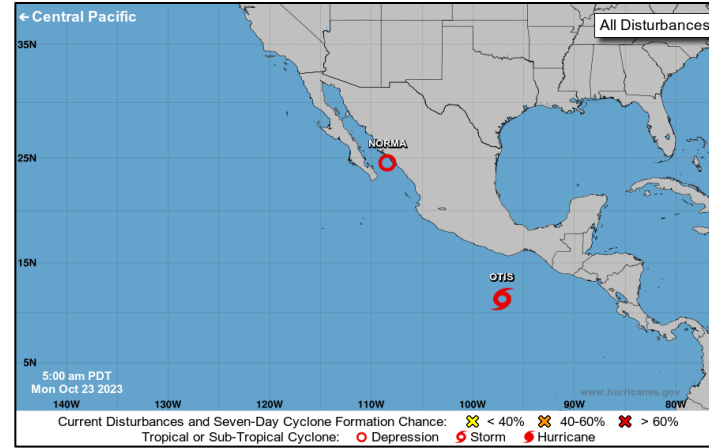 ← Central Pacific
All Disturbances
35N
NORMA
25N
15N
OTIS
5N
5:00 am PDT
Mon Oct 23 2023
www.hurricanes.gov
140W 130W 120W 110W 100W 90W 80W
Current Disturbances and Seven-Day Cyclone Formation Chance: < 40% 40-60% > 60%
Tropical or Sub-Tropical Cyclone: Depression Storm Hurricane